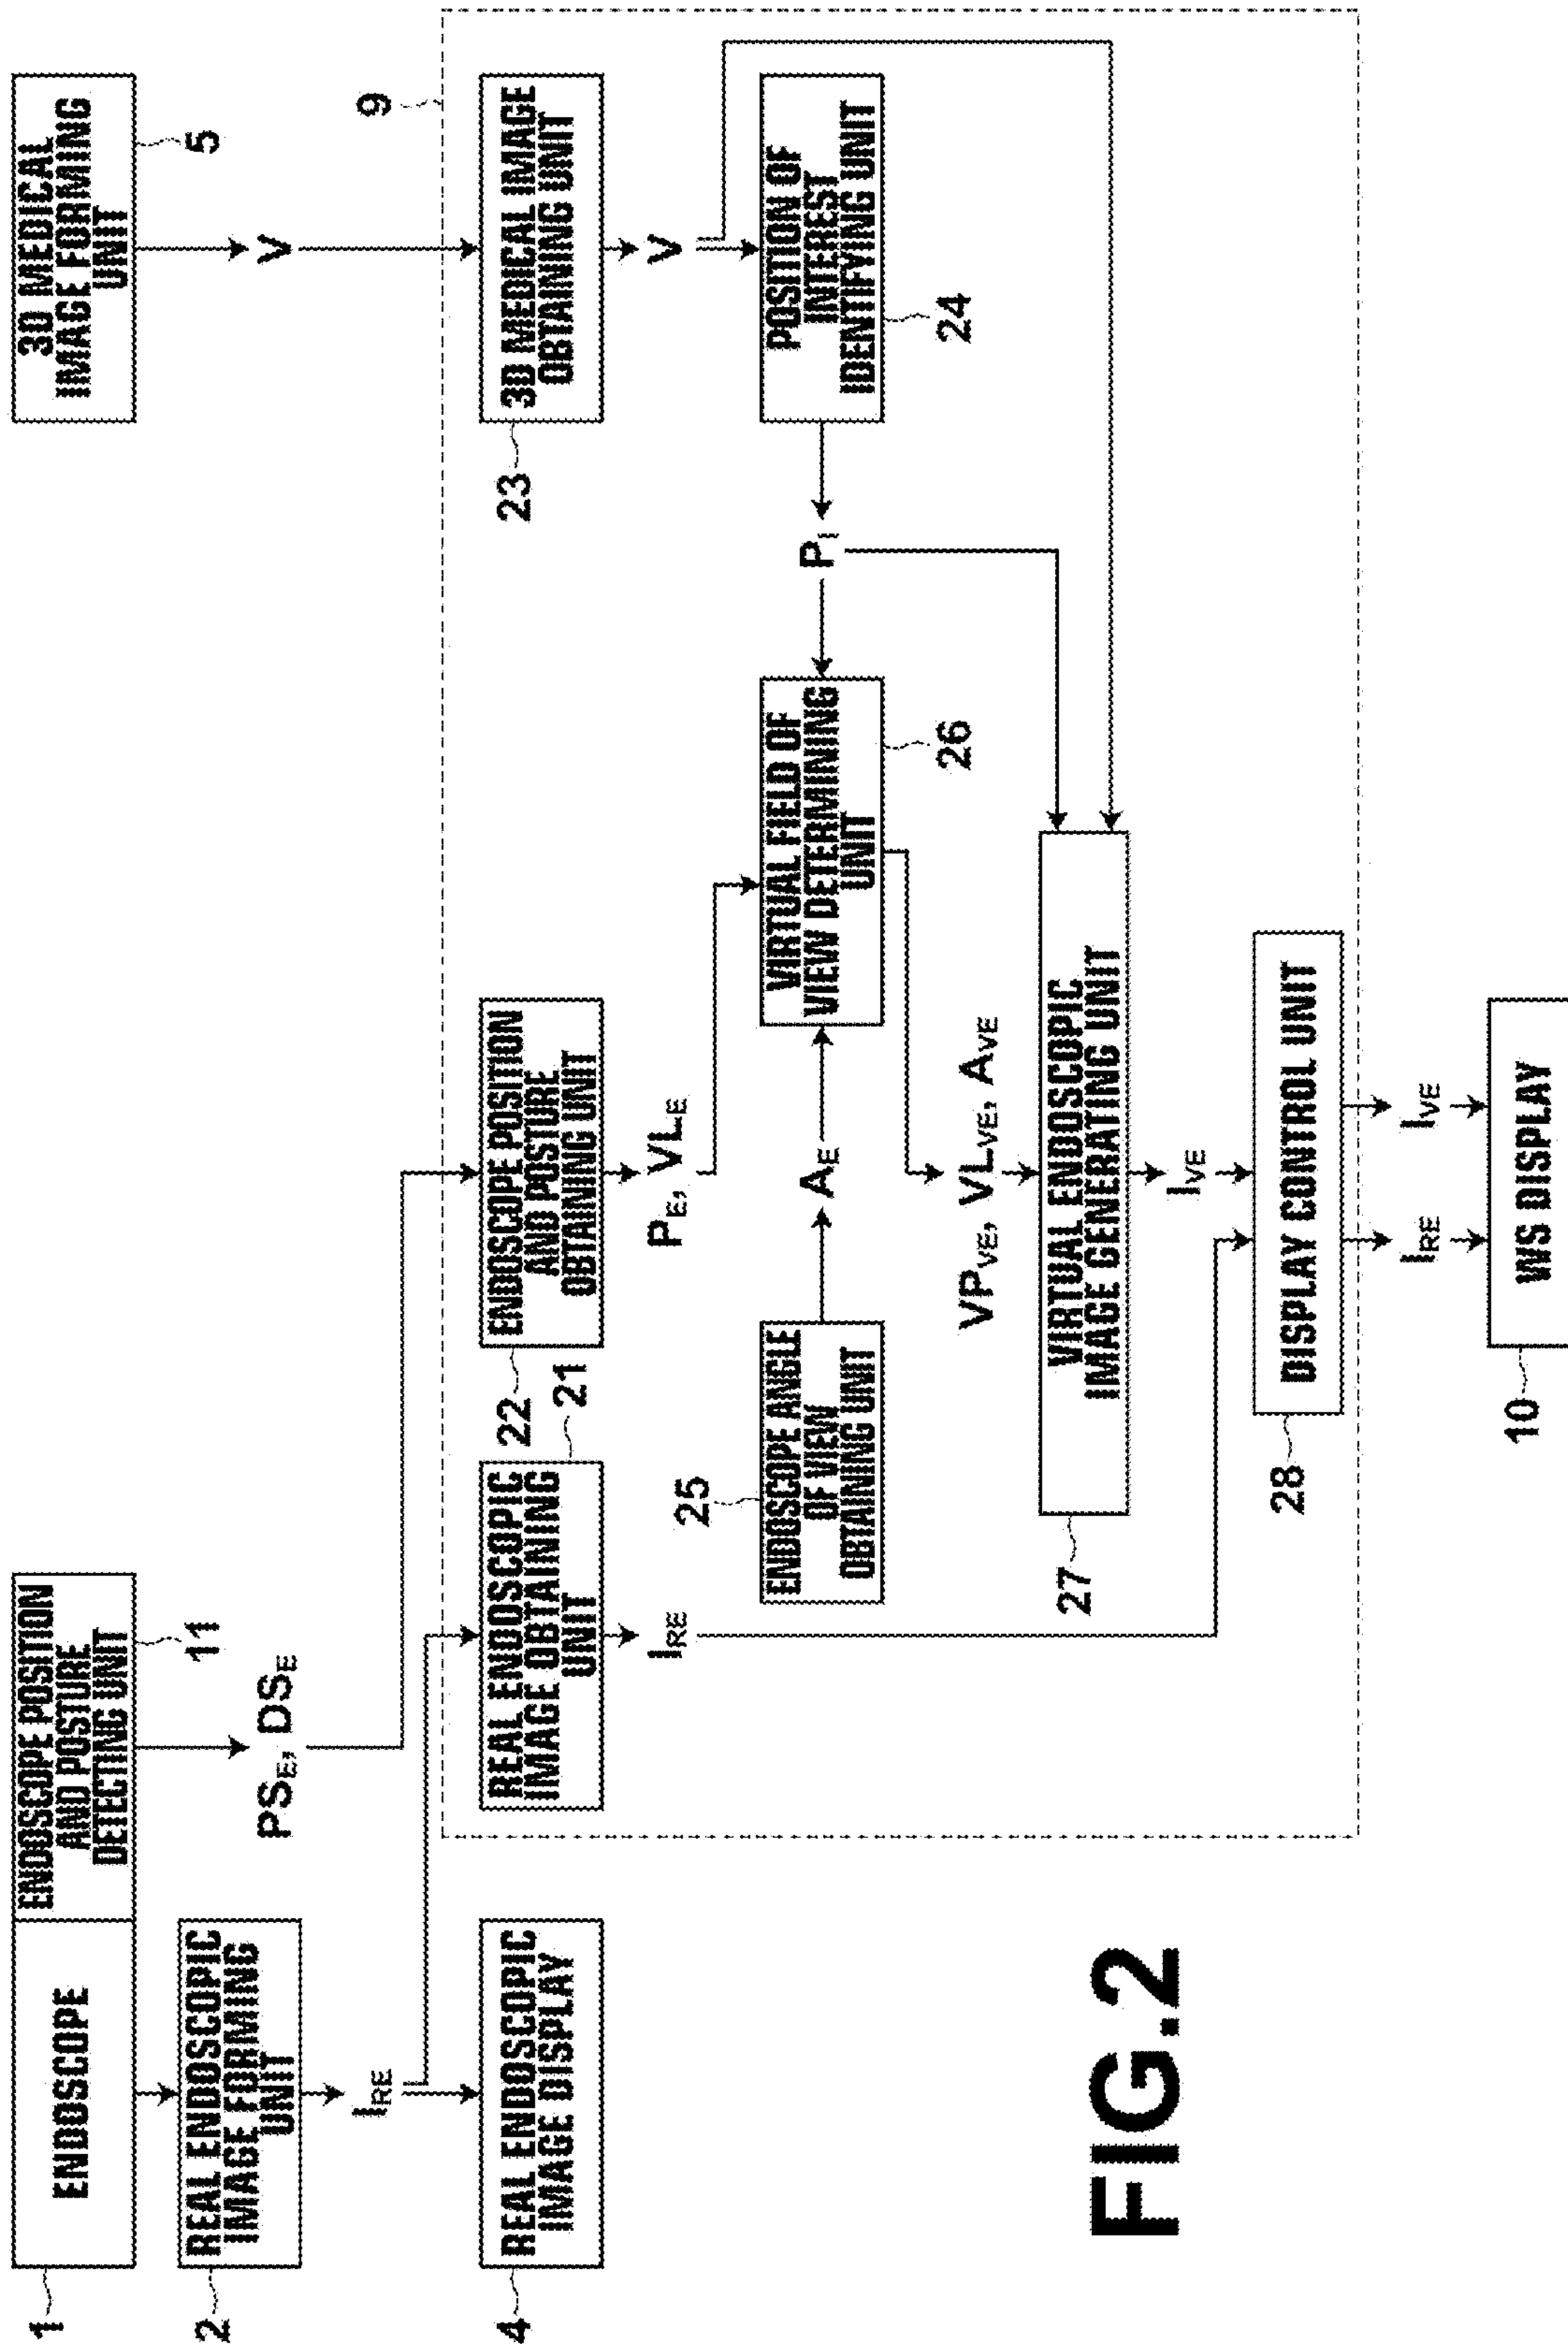 1
ENDOSCOPE
ENDOSCOPE POSITION
AND POSTURE
DETECTING UNIT
11
3D MEDICAL
IMAGE FORMING
UNIT
5
2
REAL ENDOSCOPIC
IMAGE FORMING
UNIT
PSE, DSE
V
IRE
9
4
REAL ENDOSCOPIC
IMAGE DISPLAY
REAL ENDOSCOPIC
IMAGE OBTAINING
UNIT
21
22
ENDOSCOPE POSITION
AND POSTURE
OBTAINING UNIT
23
3D MEDICAL IMAGE
OBTAINING UNIT
IRE
PE, VLE
V
25
ENDOSCOPE ANGLE
OF VIEW
OBTAINING UNIT
AE
VIRTUAL FIELD OF
VIEW DETERMINING
UNIT
26
PI
POSITION OF
INTEREST
IDENTIFYING UNIT
24
VPVE, VLVE, AVE
27
VIRTUAL ENDOSCOPIC
IMAGE GENERATING UNIT
IVE
28
DISPLAY CONTROL UNIT
IRE
IVE
10
WS DISPLAY
FIG.2